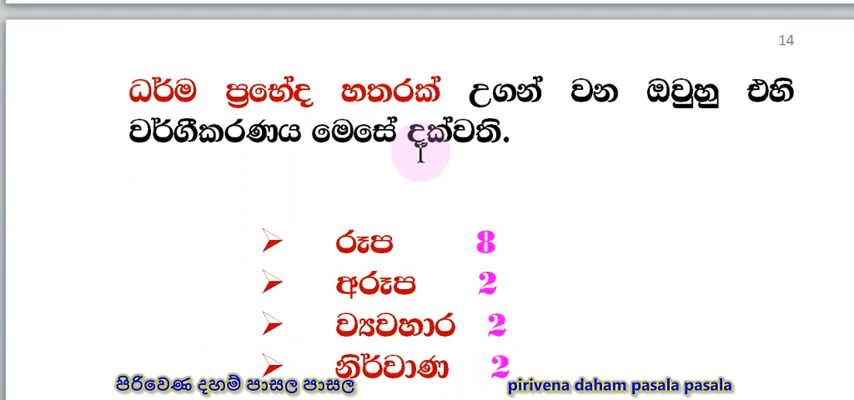 14
ධර්ම ප්‍රභේද හතරක් උගන් වන ඔවුහු එහි
වර්ගීකරණය මෙසේ දක්වති.
➢ රූප 8
➢ අරූප 2
➢ ව්‍යවහාර 2
➢ නිර්වාණ 2
පිරිවෙණ දහම් පාසල පාසල pirivena daham pasala pasala